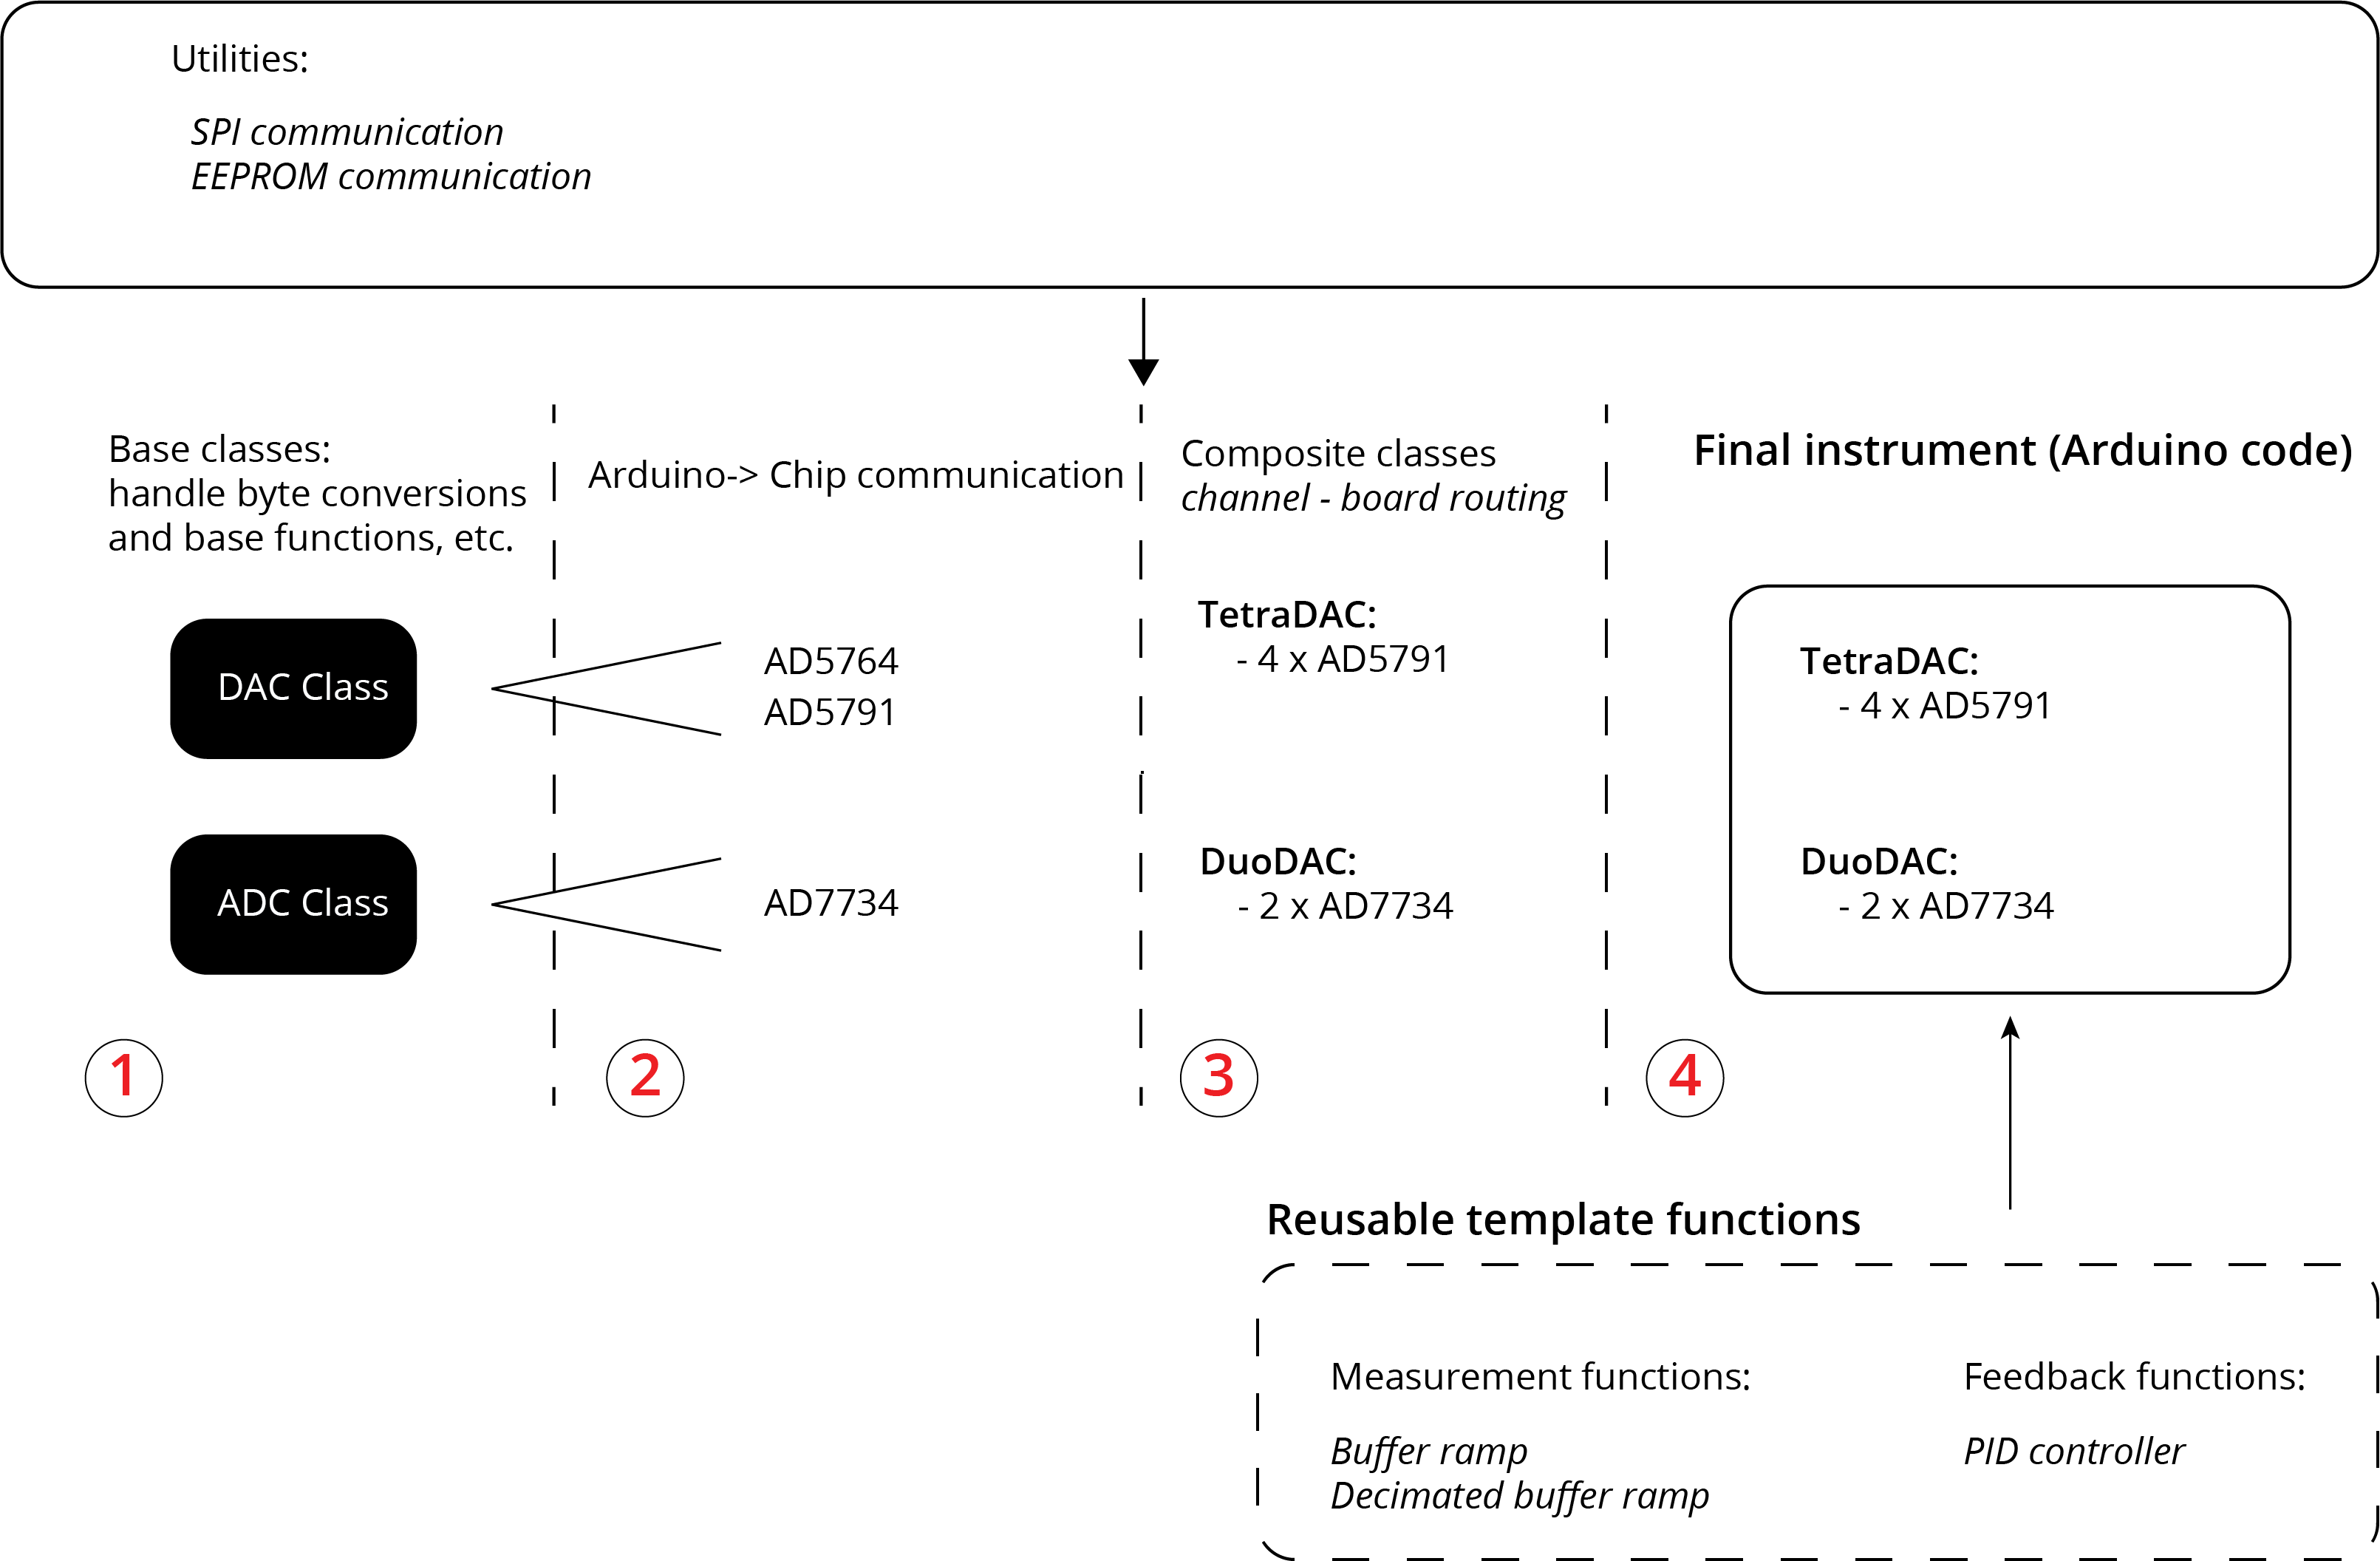 Utilities:
SPI communication
EEPROM communication
Base classes:
handle byte conversions
and base functions, etc.
Arduino-> Chip communication
Composite classes
channel - board routing
Final instrument (Arduino code)
DAC Class
AD5764
AD5791
TetraDAC:
- 4 x AD5791
TetraDAC:
- 4 x AD5791
ADC Class
AD7734
DuoDAC:
- 2 x AD7734
DuoDAC:
- 2 x AD7734
1
2
3
4
Reusable template functions
Measurement functions:
Buffer ramp
Decimated buffer ramp
Feedback functions:
PID controller